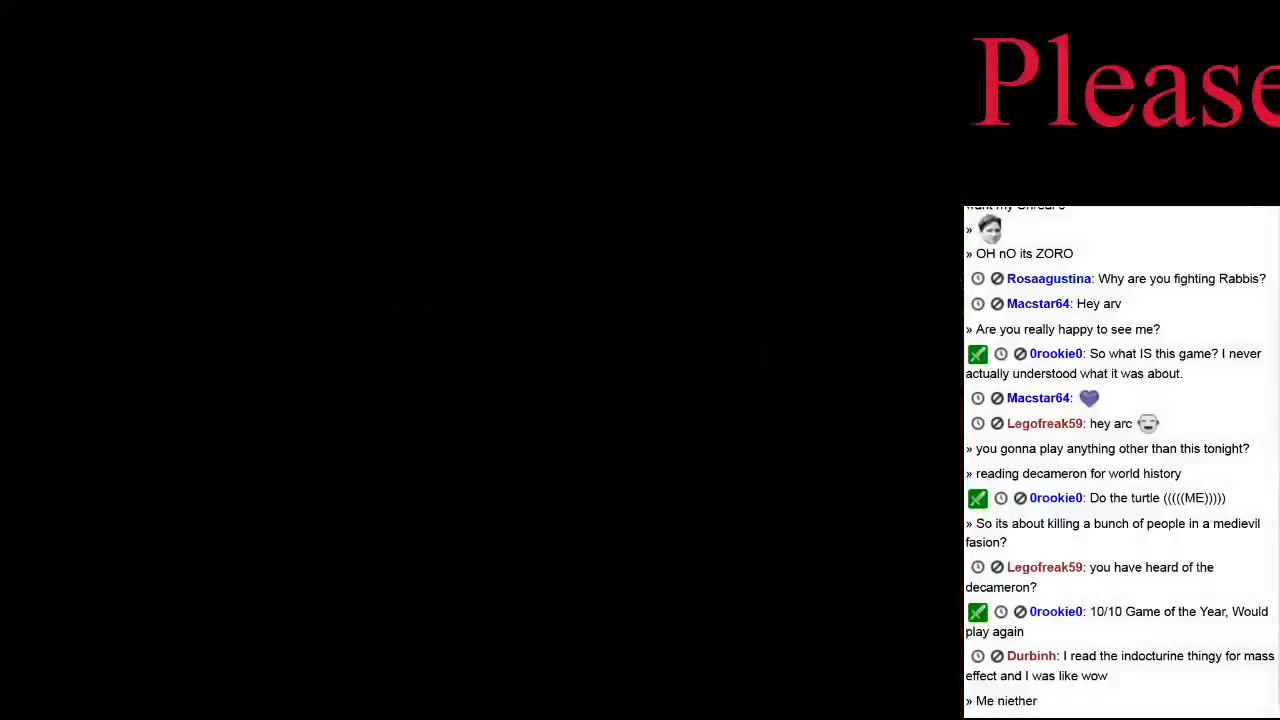 Please
want my Unreal 3
»
» OH nO its ZORO
Rosaagustina: Why are you fighting Rabbis?
Macstar64: Hey arv
» Are you really happy to see me?
0rookie0: So what IS this game? I never
actually understood what it was about.
Macstar64:
Legofreak59: hey arc
» you gonna play anything other than this tonight?
» reading decameron for world history
0rookie0: Do the turtle (((((ME)))))
» So its about killing a bunch of people in a medievil
fasion?
Legofreak59: you have heard of the
decameron?
0rookie0: 10/10 Game of the Year, Would
play again
Durbinh: I read the indocturine thingy for mass
effect and I was like wow
» Me niether